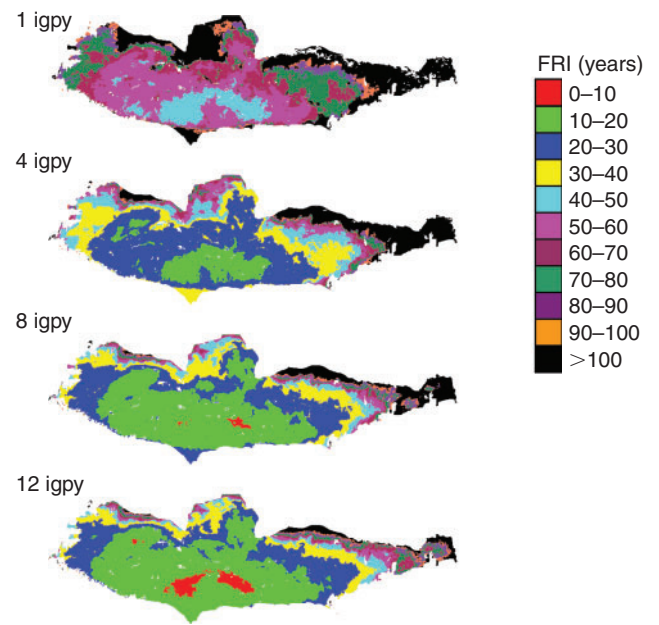 1 igpy
4 igpy
8 igpy
12 igpy
FRI (years)
0–10
10–20
20–30
30–40
40–50
50–60
60–70
70–80
80–90
90–100
>100